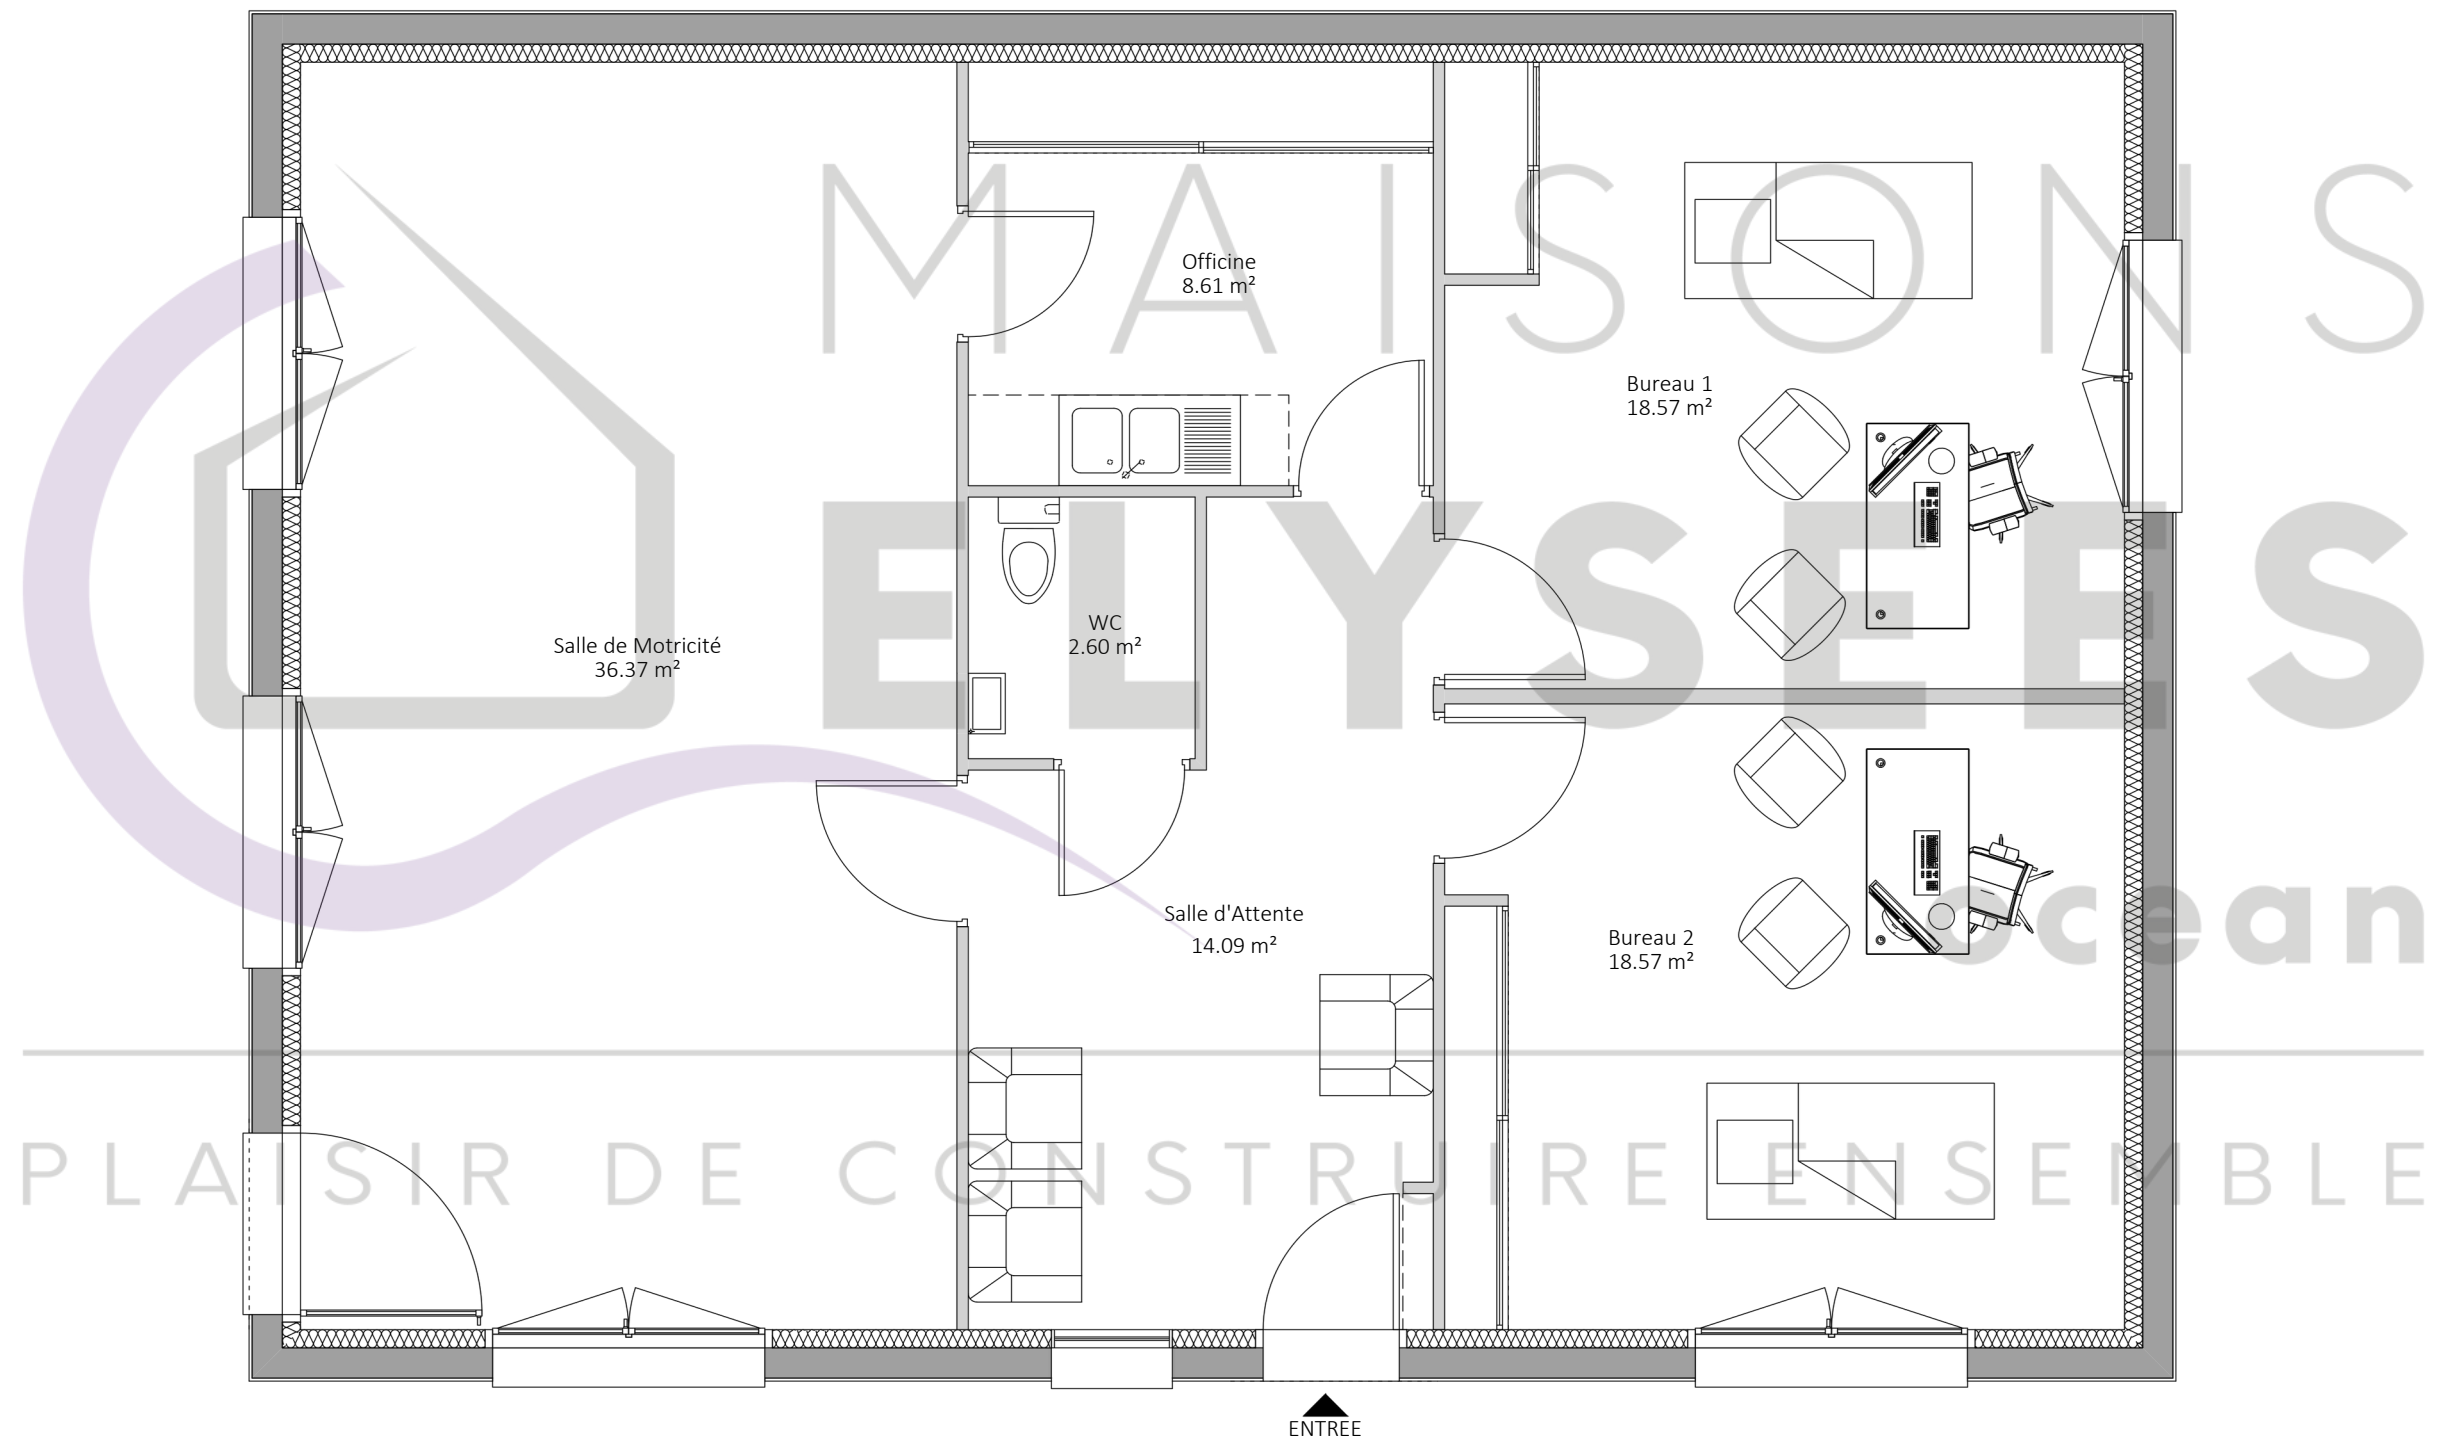 MAISONS
ELYSEES
ocean
PLAISIR DE CONSTRUIRE ENSEMBLE
Officine
8.61 m²
Bureau 1
18.57 m²
WC
2.60 m²
Salle de Motricité
36.37 m²
Salle d'Attente
14.09 m²
Bureau 2
18.57 m²
ENTREE